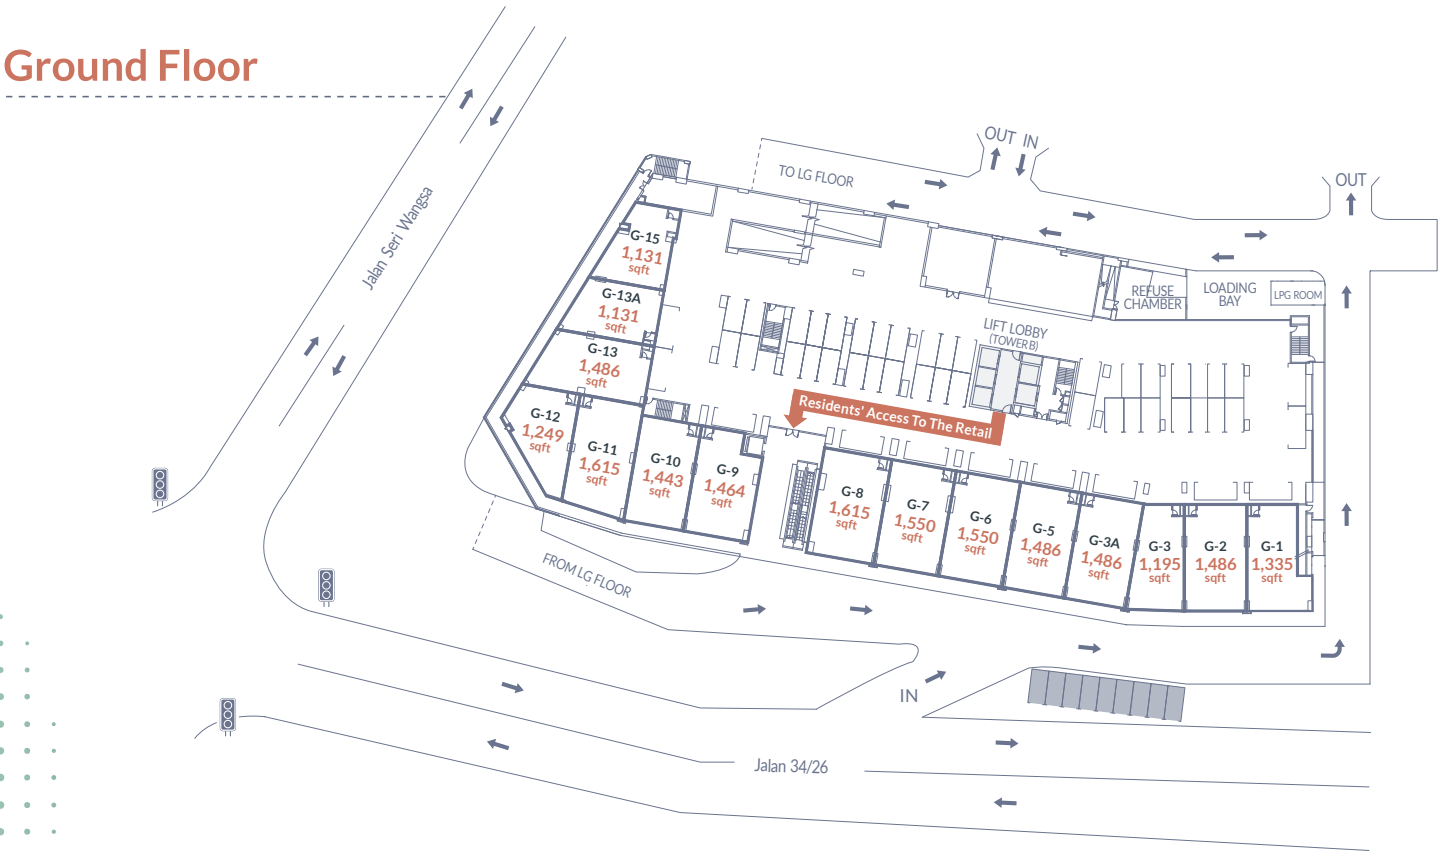 Ground Floor
OUT IN
TO LG FLOOR
OUT
Jalan Seri Wangsa
G-15
1,131
sqft
G-13A
1,131
sqft
G-13
1,486
sqft
REFUSE
CHAMBER
LOADING
BAY
LPG ROOM
LIFT LOBBY
(TOWER B)
Residents' Access To The Retail
G-12
1,249
sqft
G-11
1,615
sqft
G-10
1,443
sqft
G-9
1,464
sqft
G-8
1,615
sqft
G-7
1,550
sqft
G-6
1,550
sqft
G-5
1,486
sqft
G-3A
1,486
sqft
G-3
1,195
sqft
G-2
1,486
sqft
G-1
1,335
sqft
FROM LG FLOOR
IN
Jalan 34/26